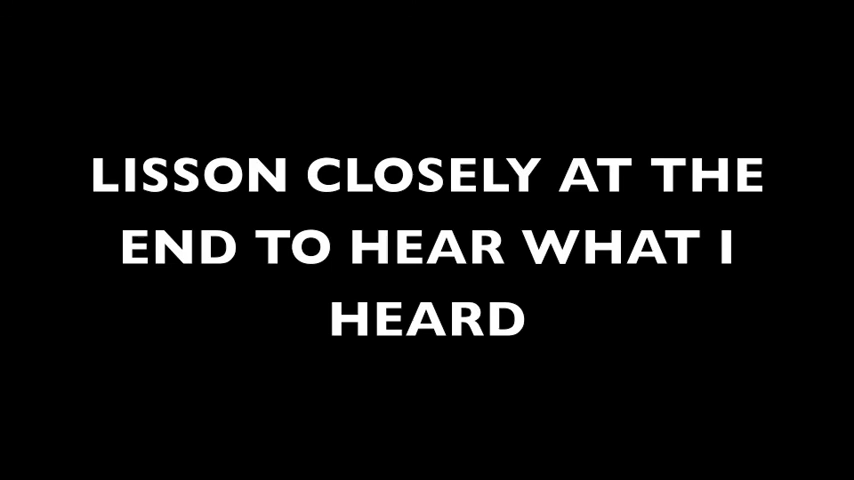 LISSON CLOSELY AT THE
END TO HEAR WHAT I
HEARD